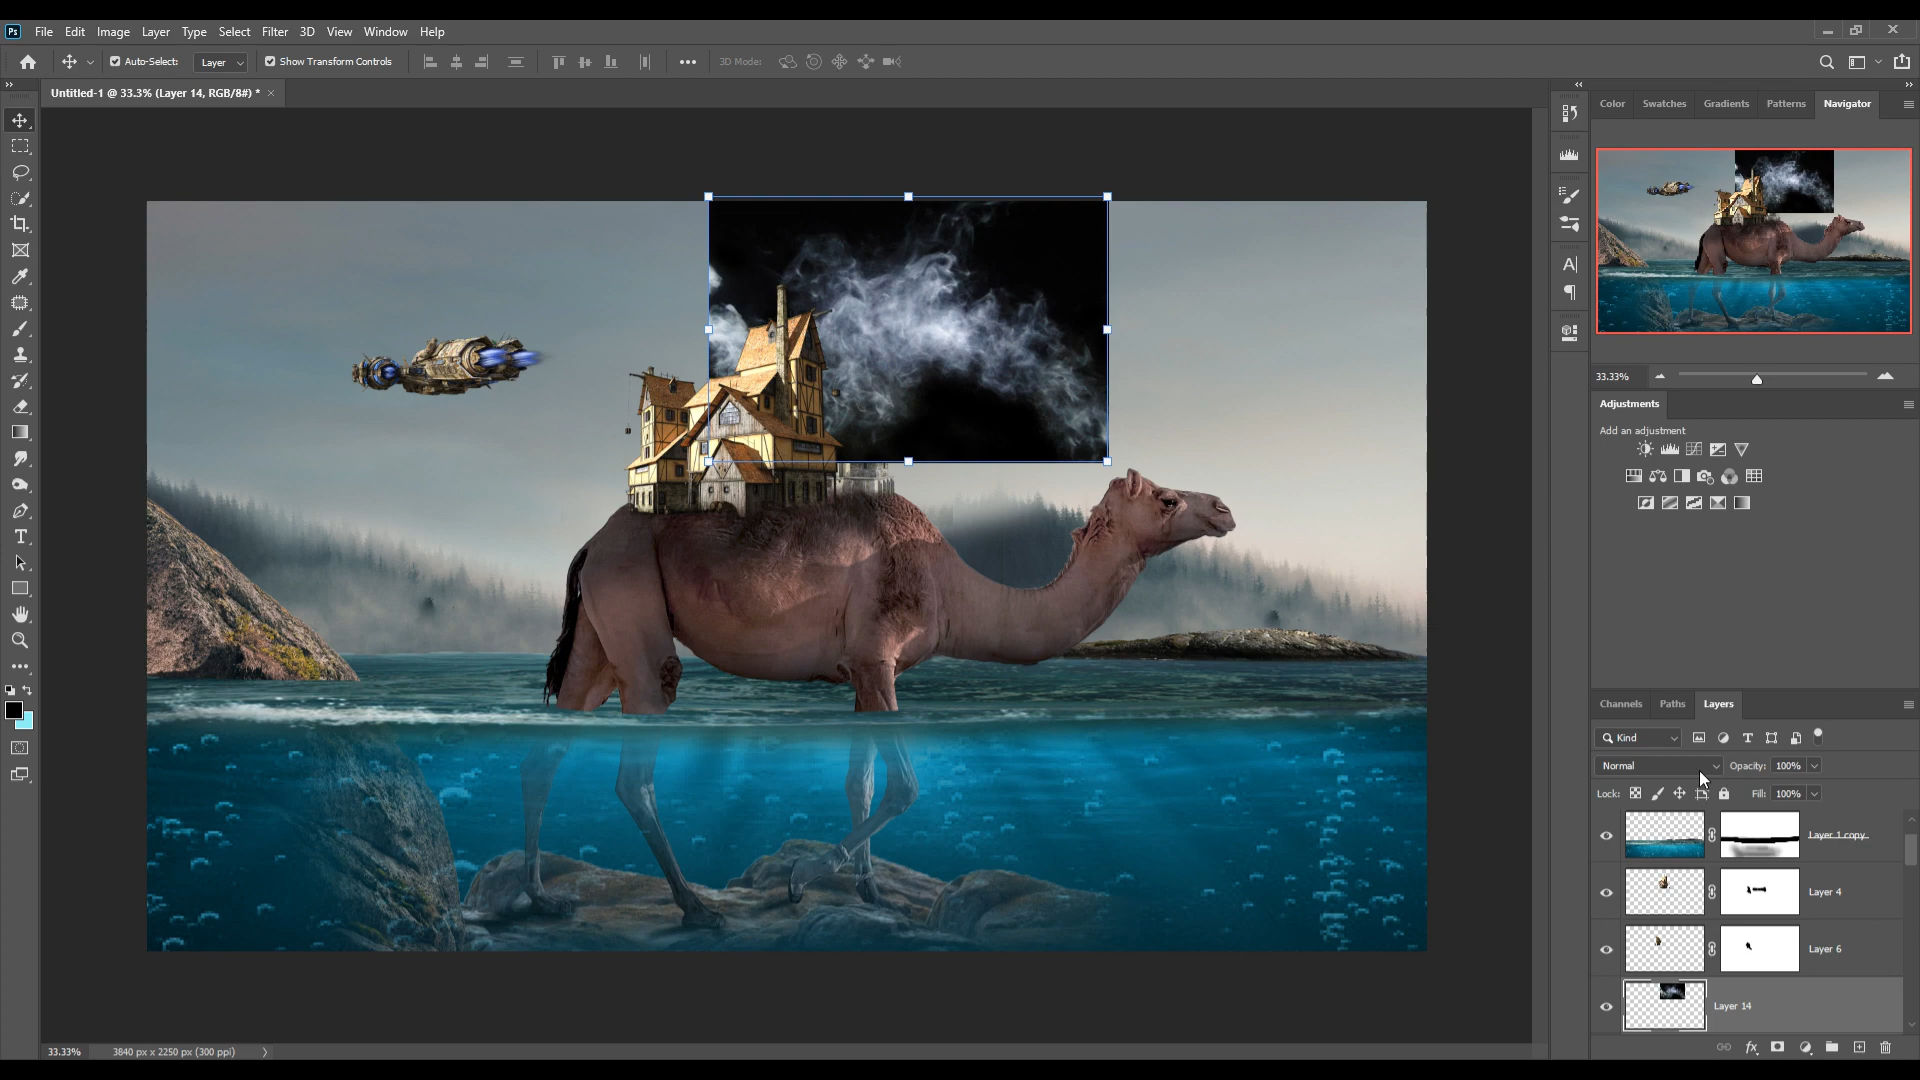 Ps File Edit Image Layer Type Select Filter 3D View Window Help
Auto-Select: Layer Show Transform Controls 3D Mode:
Untitled-1 @ 33.3% (Layer 14, RGB/8#) *
Color Swatches Gradients Patterns Navigator
33.33%
Adjustments
Add an adjustment
Channels Paths Layers
Kind
Normal Opacity: 100%
Lock: Fill: 100%
Layer 1 copy
Layer 4
Layer 6
Layer 14
33.33% 3840 px x 2250 px (300 ppi)